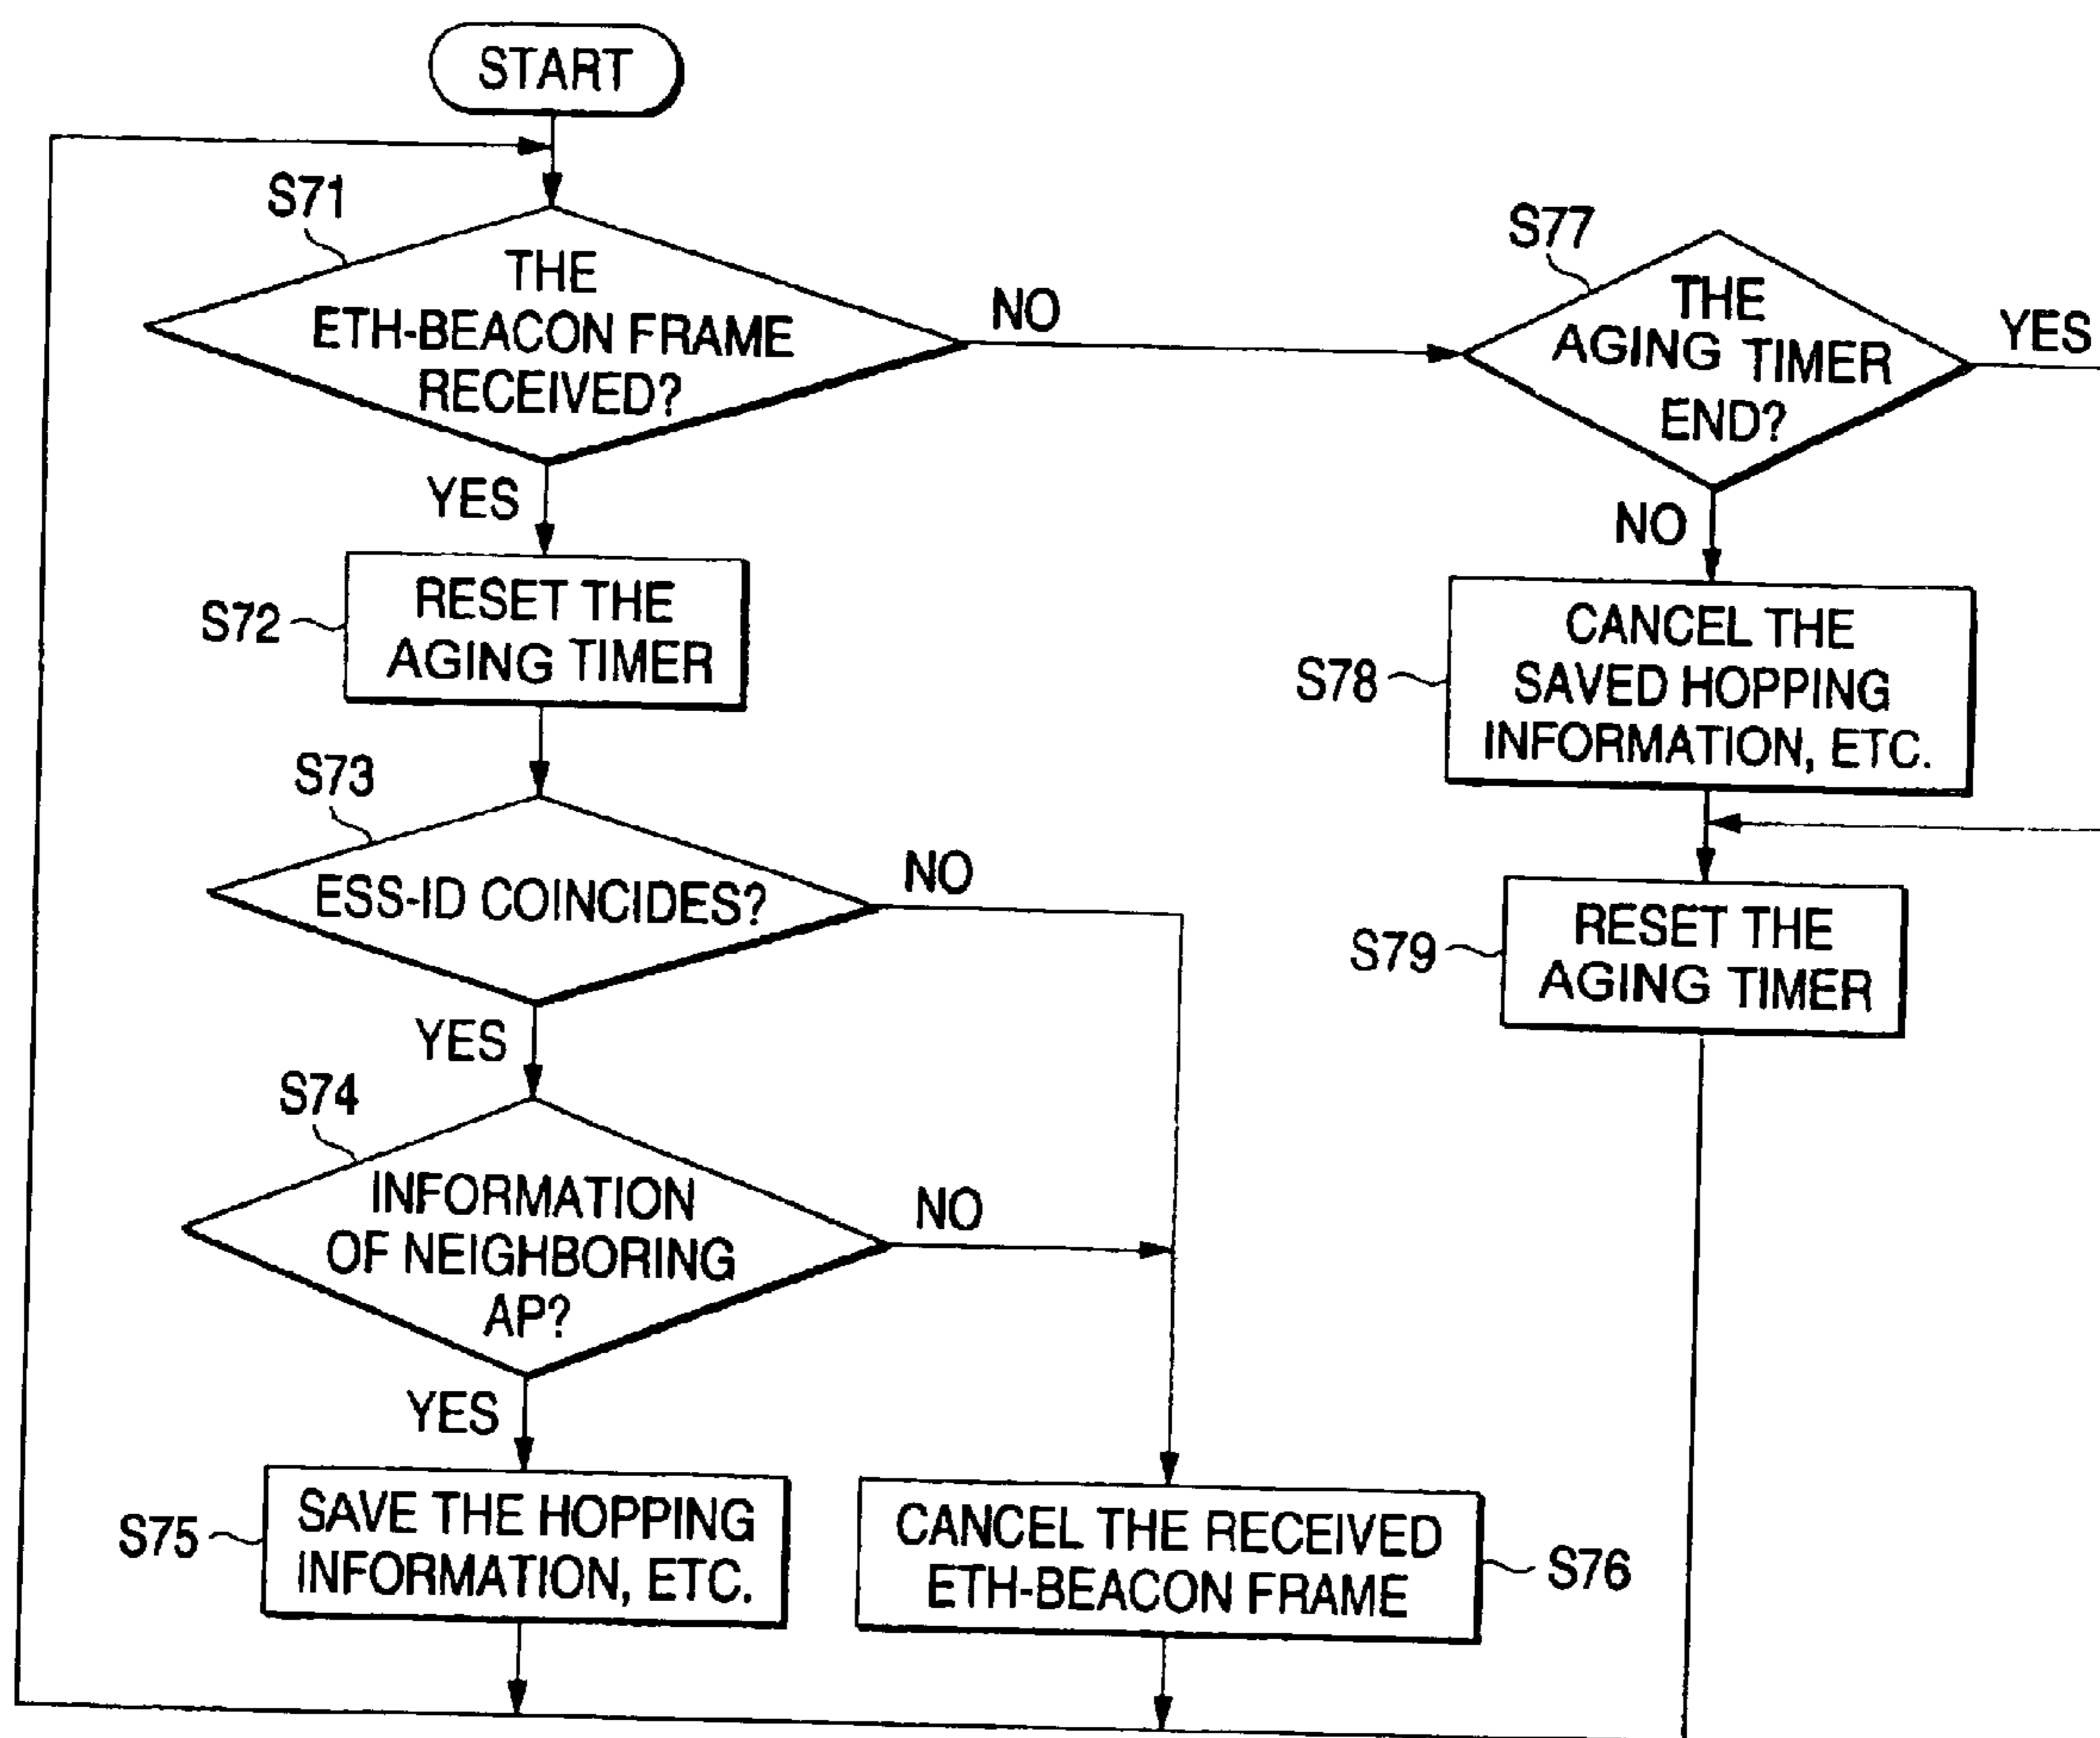 START
S71
THE
ETH-BEACON FRAME
RECEIVED?
NO
YES
S72
RESET THE
AGING TIMER
S73
ESS-ID COINCIDES?
NO
YES
S74
INFORMATION
OF NEIGHBORING
AP?
NO
YES
S75
SAVE THE HOPPING
INFORMATION, ETC.
CANCEL THE RECEIVED
ETH-BEACON FRAME
S76
S77
THE
AGING TIMER
END?
YES
NO
S78
CANCEL THE
SAVED HOPPING
INFORMATION, ETC.
S79
RESET THE
AGING TIMER